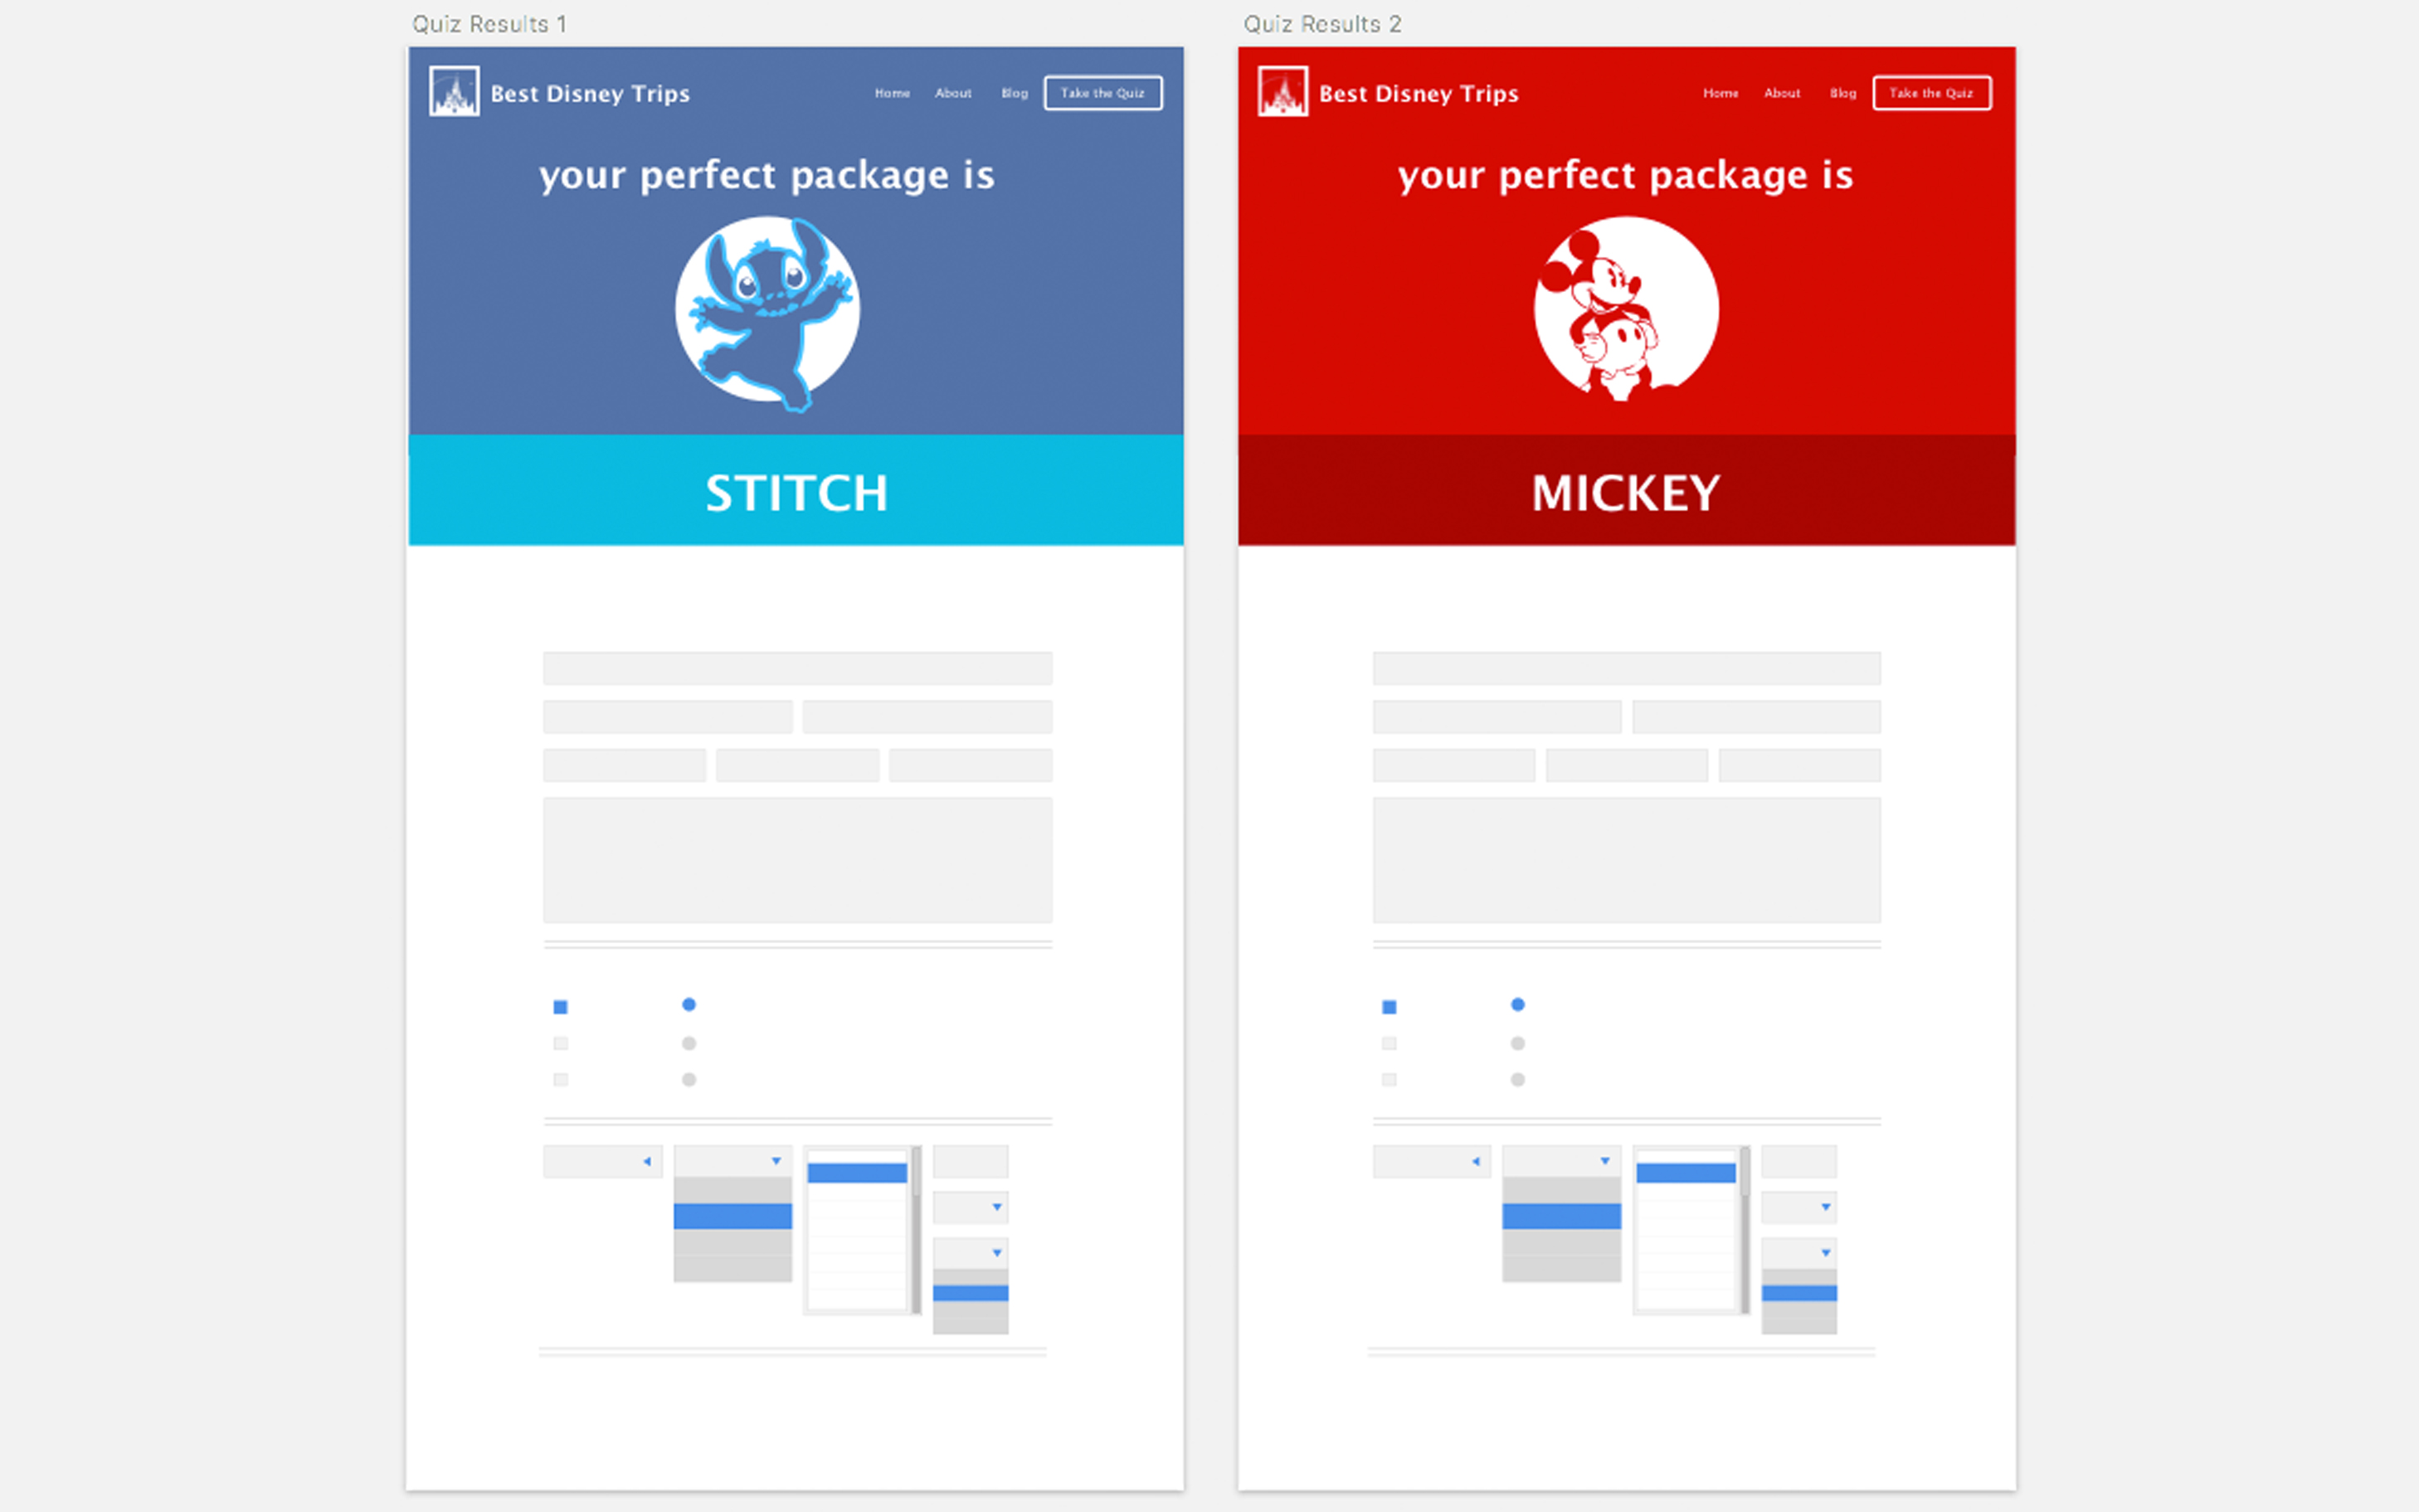 Quiz Results 1
Best Disney Trips
Home About Blog Take the Quiz
your perfect package is
STITCH
Quiz Results 2
Best Disney Trips
Home About Blog Take the Quiz
your perfect package is
MICKEY